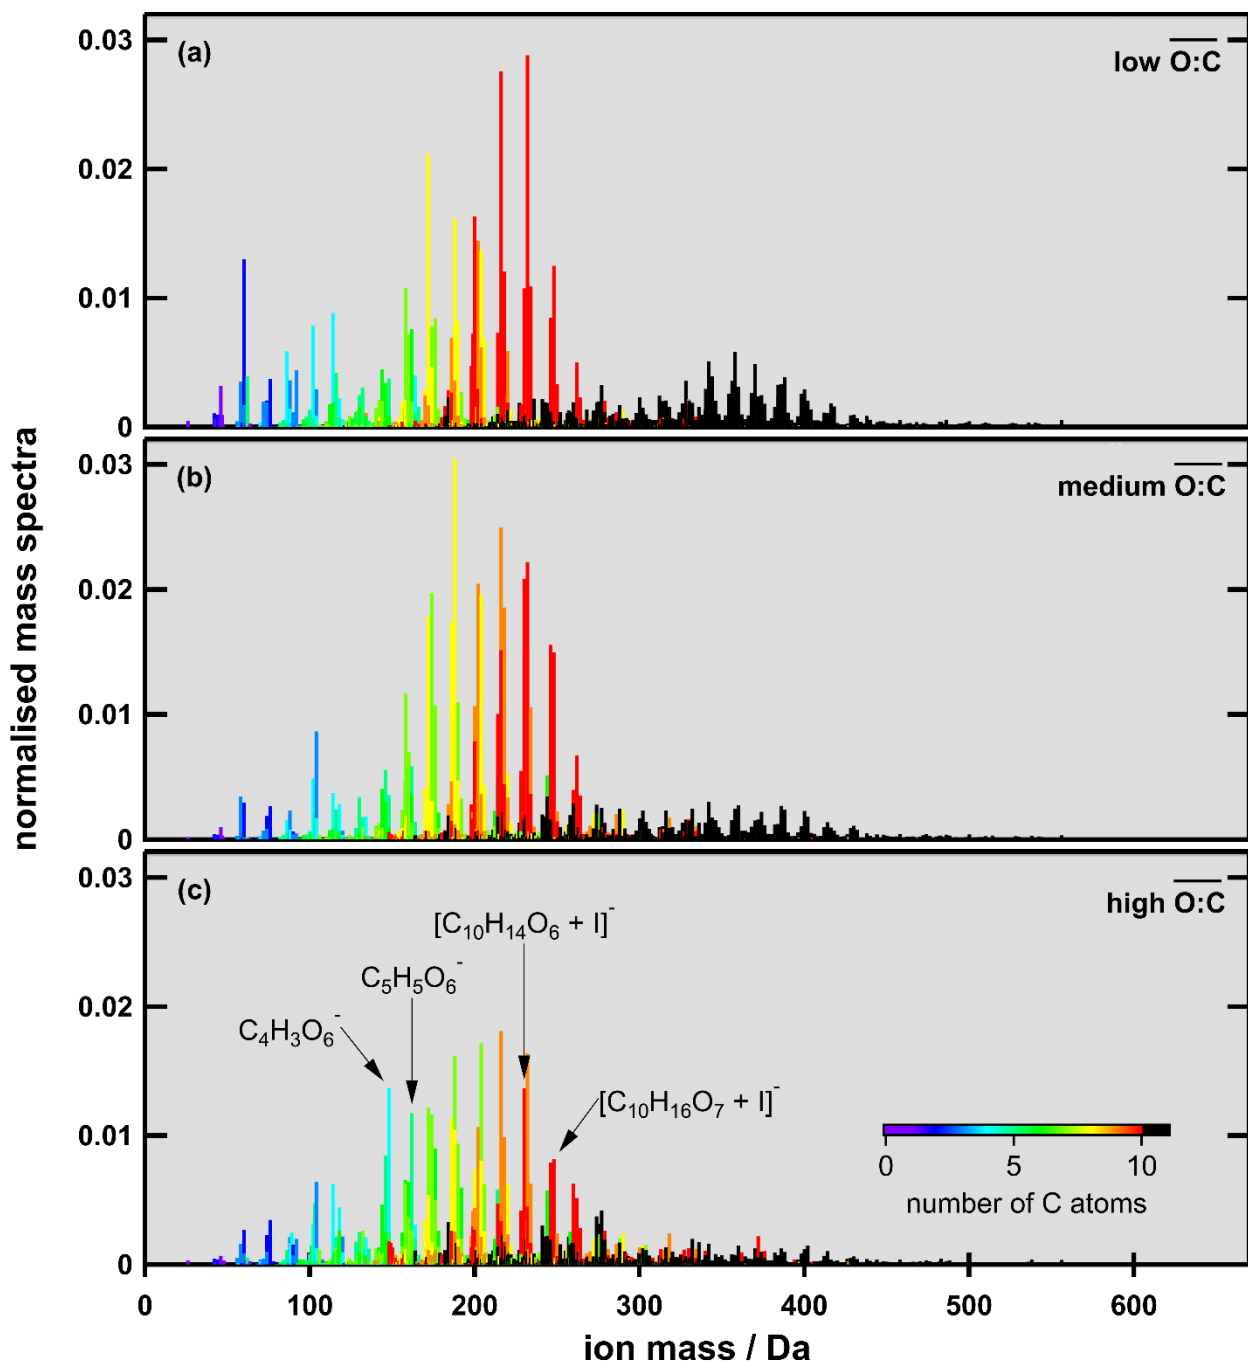 0.03
(a)
low O:C
0.02
0.01
0
0.03
(b)
medium O:C
0.02
0.01
0
normalised mass spectra
0.03
(c)
high O:C
[C₁₀H₁₄O₆ + I]⁻
C₅H₅O₆⁻
C₄H₃O₆⁻
0.02
[C₁₀H₁₆O₇ + I]⁻
0.01
0 5 10
number of C atoms
0
0 100 200 300 400 500 600
ion mass / Da